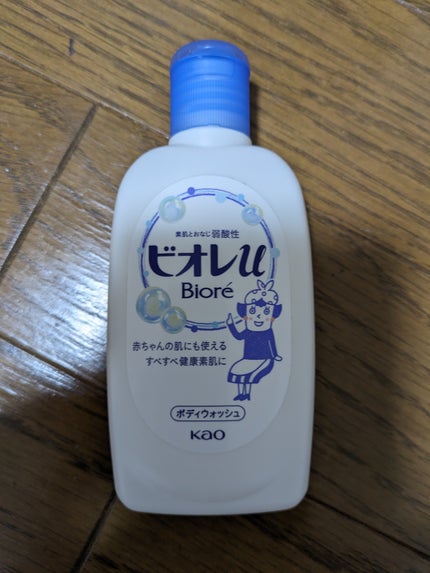 素肌とおなじ弱酸性
ビオレu
Bioré
赤ちゃんの肌にも使える
すべすべ健康素肌に
ボディウォッシュ
Kao